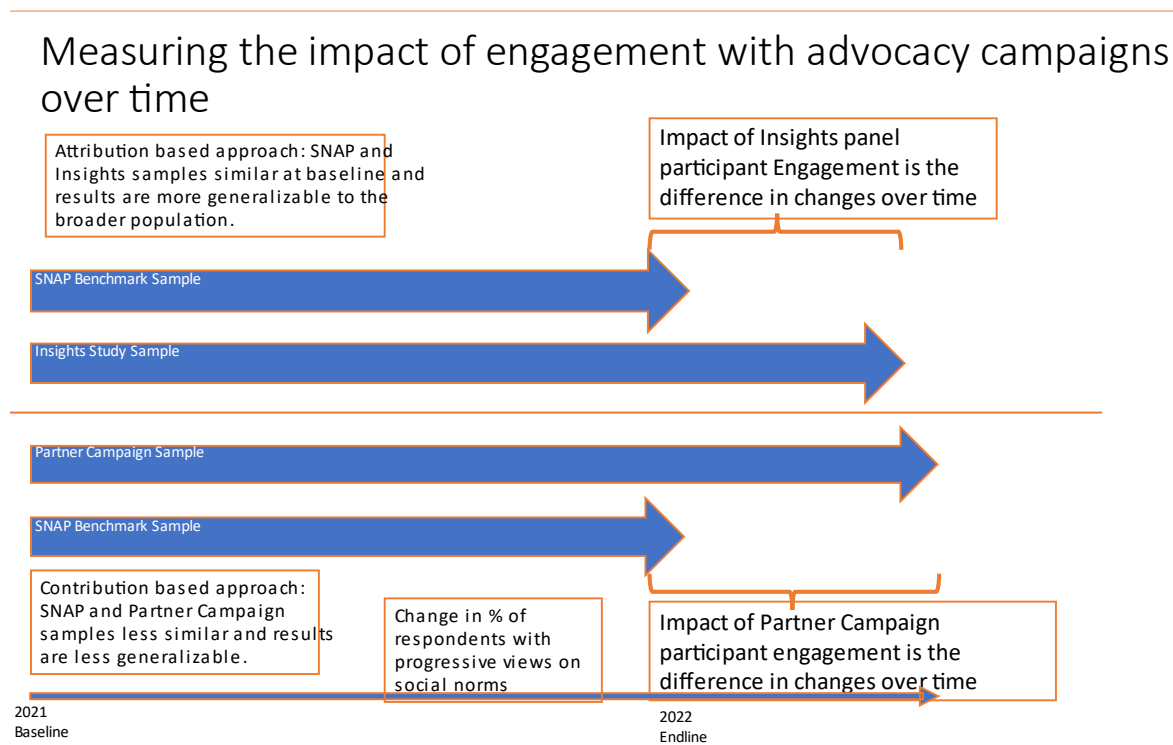 Measuring the impact of engagement with advocacy campaigns
over time
Attribution based approach: SNAP and
Insights samples similar at baseline and
results are more generalizable to the
broader population.
Impact of Insights panel
participant Engagement is the
difference in changes over time
SNAP Benchmark Sample
Insights Study Sample
Partner Campaign Sample
SNAP Benchmark Sample
Contribution based approach:
SNAP and Partner Campaign
samples less similar and results
are less generalizable.
Change in % of
respondents with
progressive views on
social norms
Impact of Partner Campaign
participant engagement is the
difference in changes over time
2021
Baseline
2022
Endline